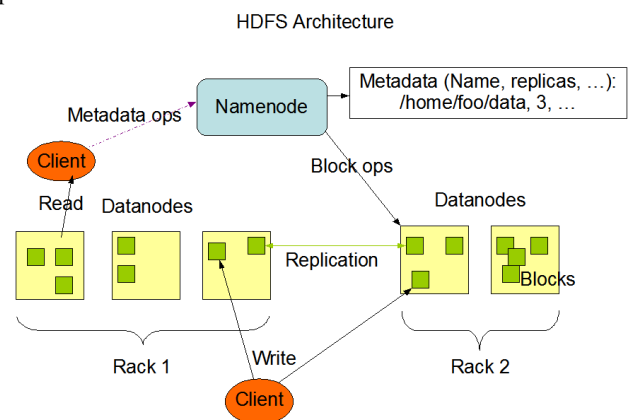 HDFS Architecture
Metadata (Name, replicas, ...):
/home/foo/data, 3, ...
Namenode
Metadata ops
Client
Block ops
Read
Datanodes
Datanodes
Replication
Blocks
Rack 1
Write
Rack 2
Client